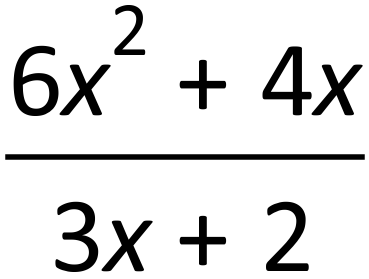 6x² + 4x
3x + 2